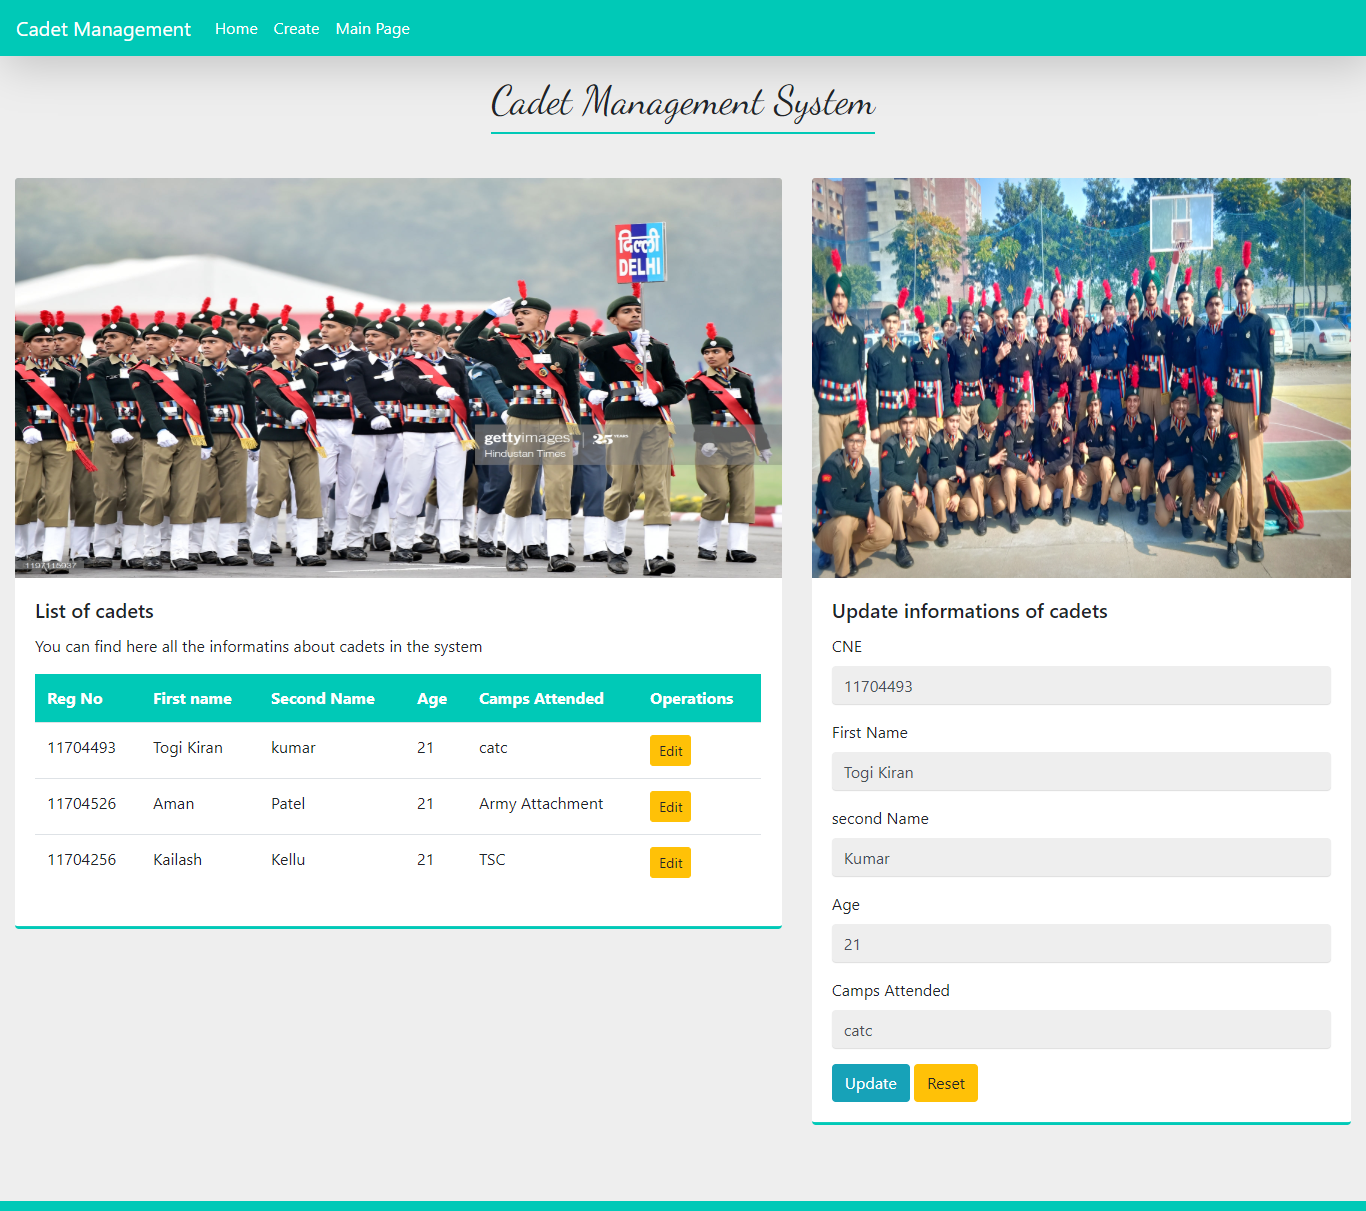 Cadet Management Home Create Main Page
Cadet Management System
दिल्ली
DELHI
gettyimages 25 YEARS
Hindustan Times
1197115937
List of cadets
You can find here all the informatins about cadets in the system
Reg No First name Second Name Age Camps Attended Operations
11704493 Togi Kiran kumar 21 catc Edit
11704526 Aman Patel 21 Army Attachment Edit
11704256 Kailash Kellu 21 TSC Edit
Update informations of cadets
CNE
11704493
First Name
Togi Kiran
second Name
Kumar
Age
21
Camps Attended
catc
Update Reset